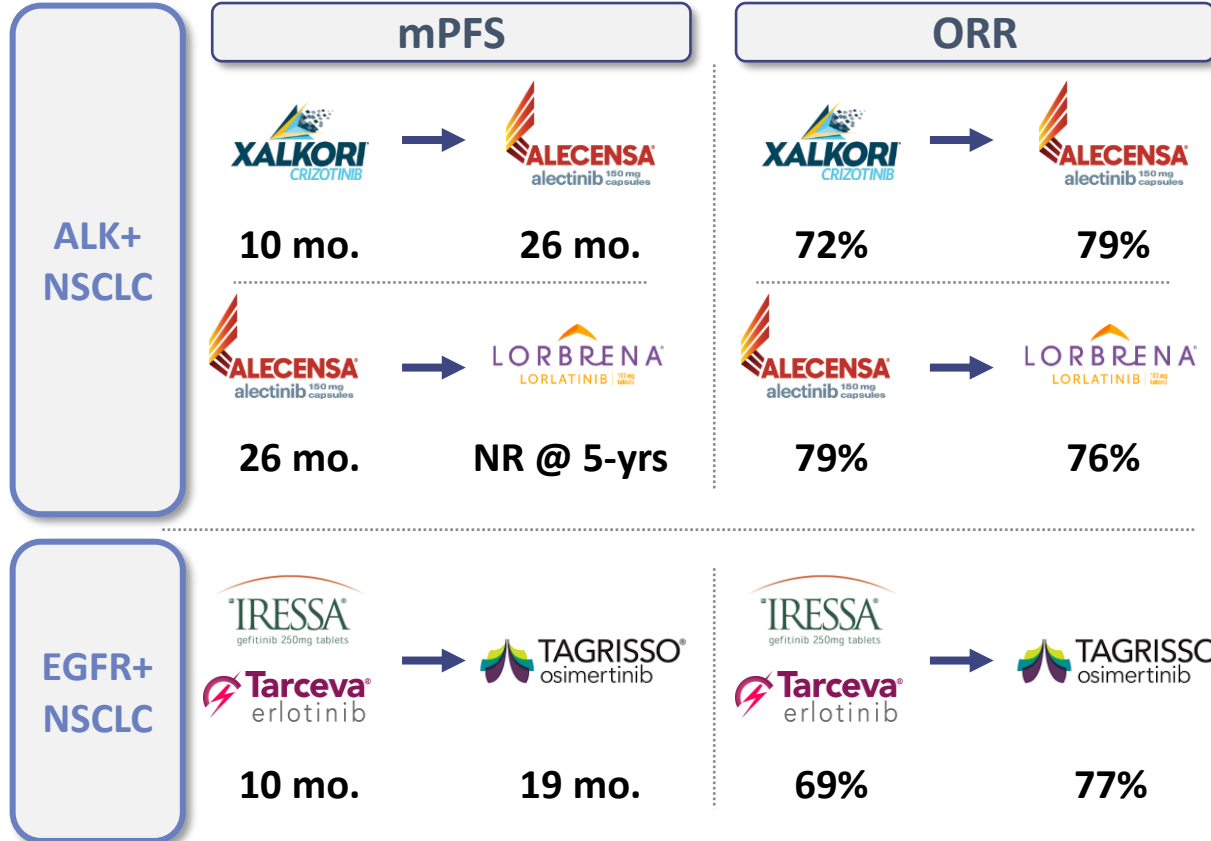 mPFS
ORR
ALK+
NSCLC
XALKORI®
CRIZOTINIB
ALECENSA®
alectinib 150 mg capsules
XALKORI®
CRIZOTINIB
ALECENSA®
alectinib 150 mg capsules
10 mo.
26 mo.
72%
79%
ALECENSA®
alectinib 150 mg capsules
LORBRENA®
LORLATINIB
ALECENSA®
alectinib 150 mg capsules
LORBRENA®
LORLATINIB
26 mo.
NR @ 5-yrs
79%
76%
EGFR+
NSCLC
IRESSA®
gefitinib 250mg tablets
Tarceva®
erlotinib
TAGRISSO®
osimertinib
IRESSA®
gefitinib 250mg tablets
Tarceva®
erlotinib
TAGRISSO
osimertinib
10 mo.
19 mo.
69%
77%